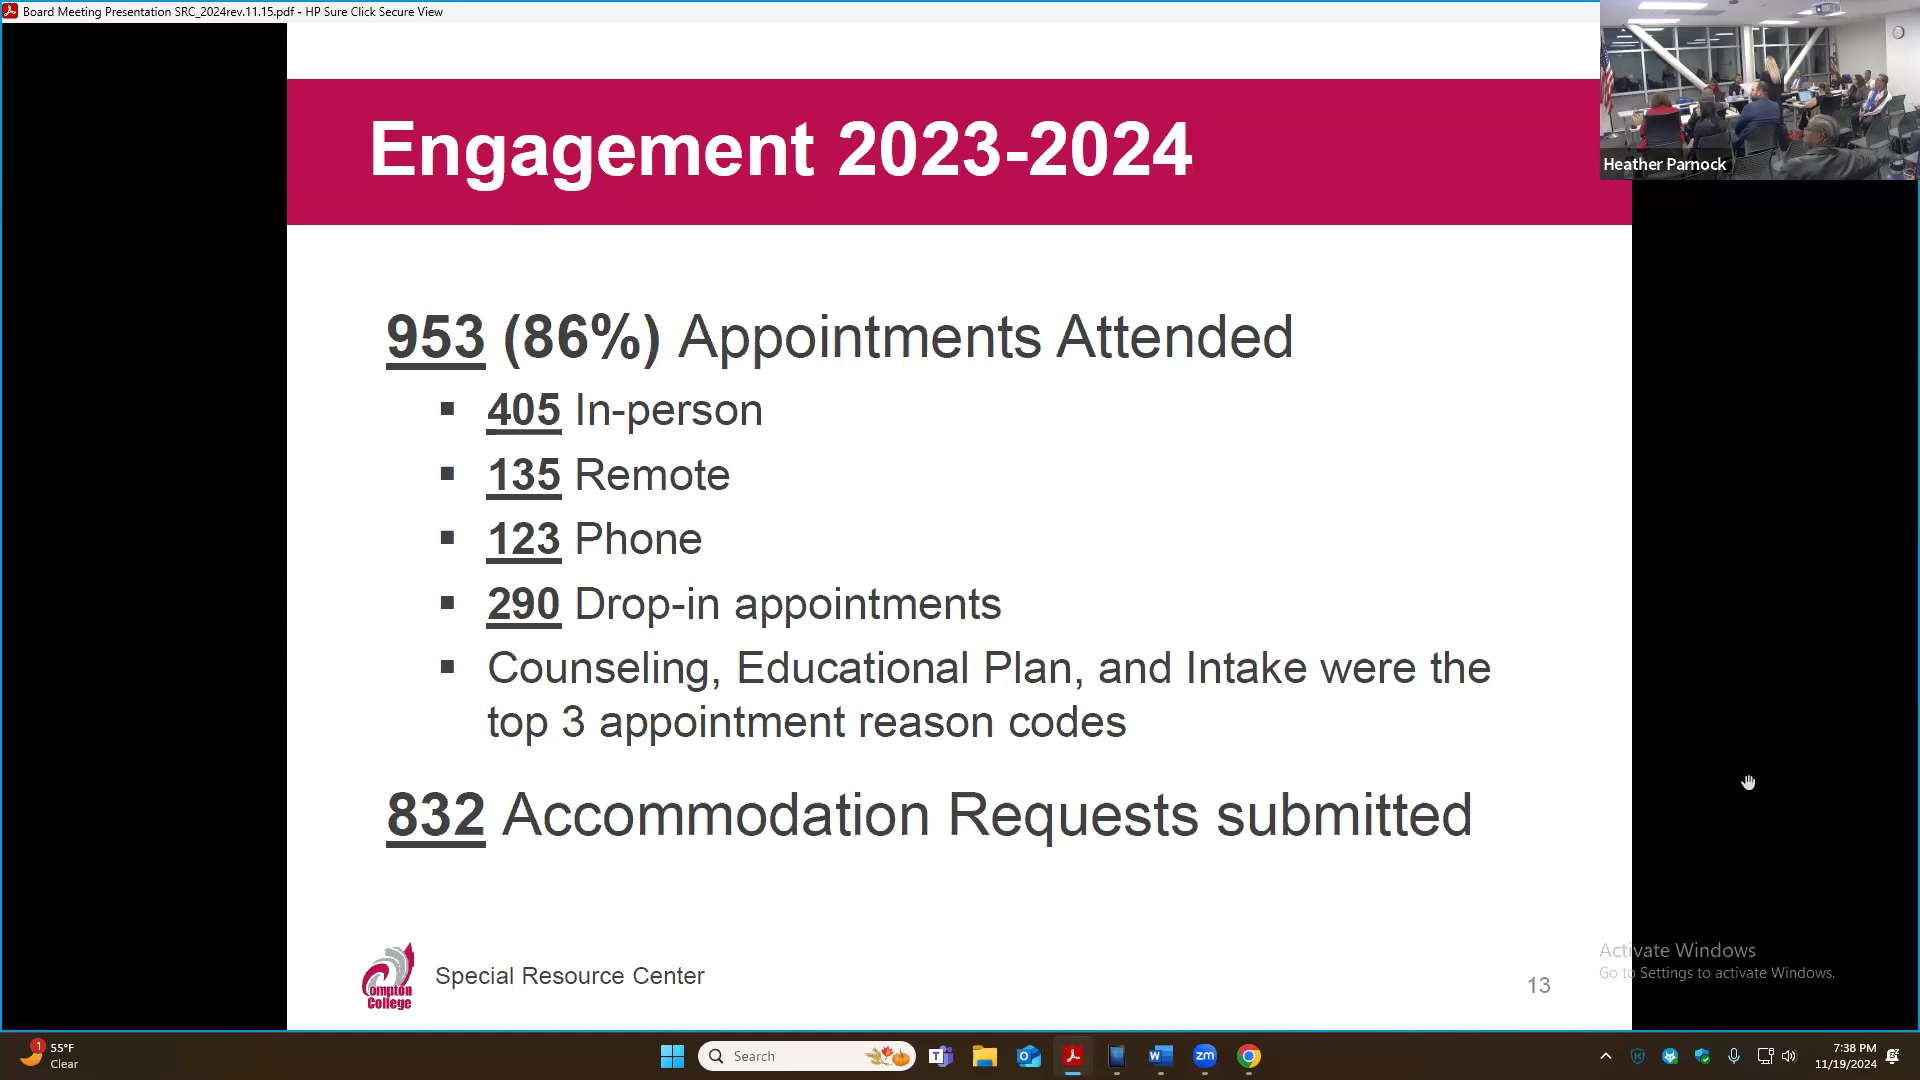 Board Meeting Presentation SRC_2024rev.11.15.pdf - HP Sure Click Secure View
Heather Parnock
Engagement 2023-2024
953 (86%) Appointments Attended
▪ 405 In-person
▪ 135 Remote
▪ 123 Phone
▪ 290 Drop-in appointments
▪ Counseling, Educational Plan, and Intake were the
top 3 appointment reason codes
832 Accommodation Requests submitted
Compton
College
Special Resource Center
13
Activate Windows
Go to Settings to activate Windows.
1
55°F
Clear
Search
zm
7:38 PM
11/19/2024